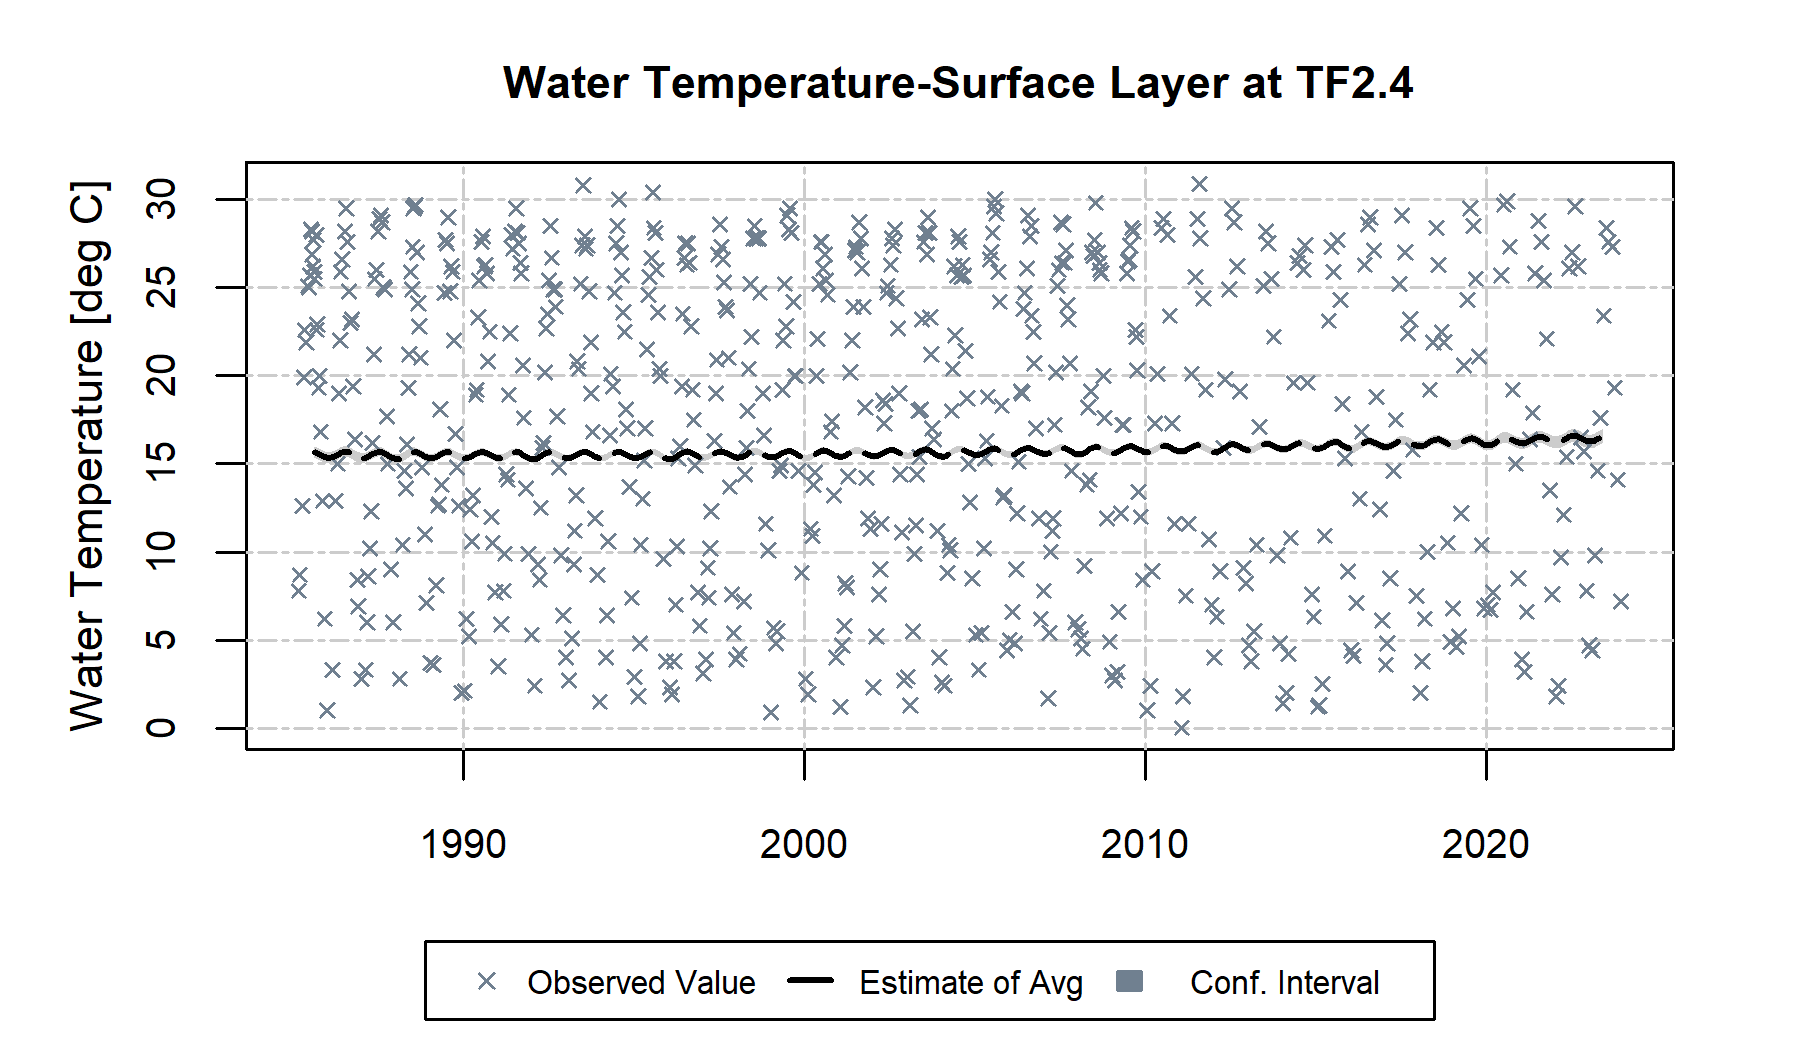 Water Temperature-Surface Layer at TF2.4
Water Temperature [deg C]
30
25
20
15
10
5
0
1990
2000
2010
2020
Observed Value
Estimate of Avg
Conf. Interval